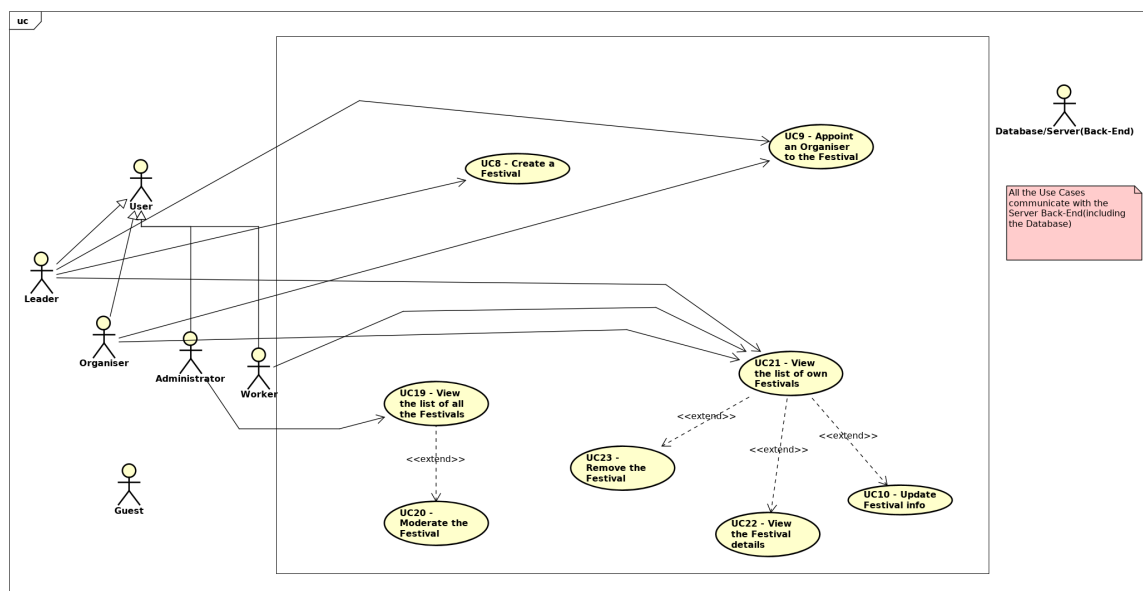 uc
Database/Server(Back-End)
UC9 - Appoint
an Organiser
to the Festival
UC8 - Create a
Festival
All the Use Cases
communicate with the
Server Back-End(including
the Database)
User
Leader
Organiser
Administrator
Worker
UC21 - View
the list of own
Festivals
UC19 - View
the list of all
the Festivals
<<extend>>
<<extend>>
<<extend>>
<<extend>>
UC23 -
Remove the
Festival
UC10 - Update
Festival info
Guest
UC20 -
Moderate the
Festival
UC22 - View
the Festival
details